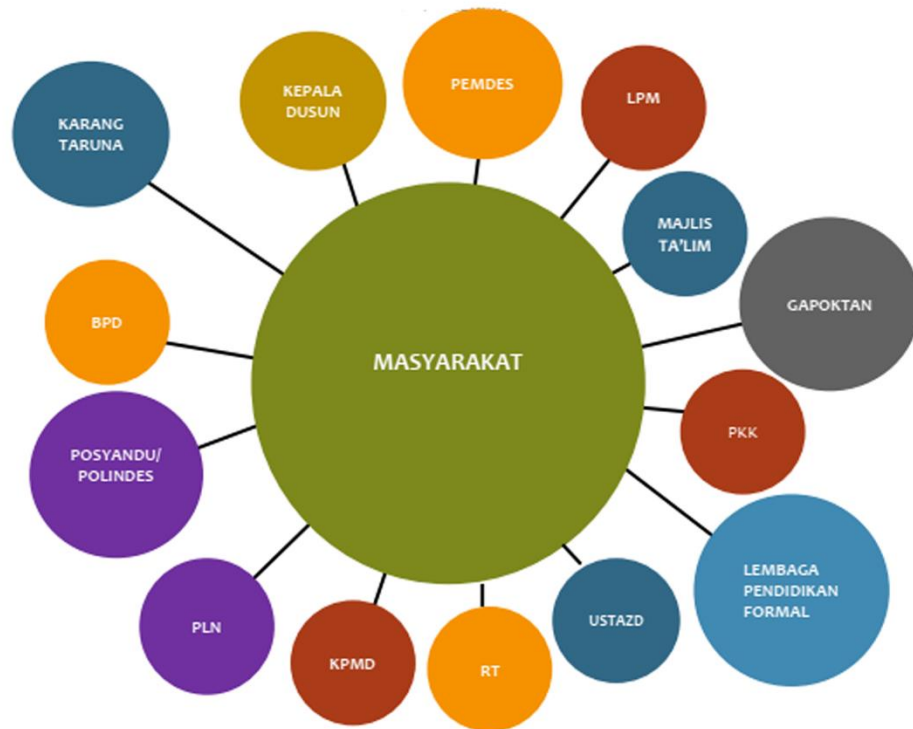 KEPALA
DUSUN
PEMDES
LPM
KARANG
TARUNA
MAJLIS
TA'LIM
GAPOKTAN
BPD
MASYARAKAT
PKK
POSYANDU/
POLINDES
LEMBAGA
PENDIDIKAN
FORMAL
PLN
KPMD
RT
USTAZD